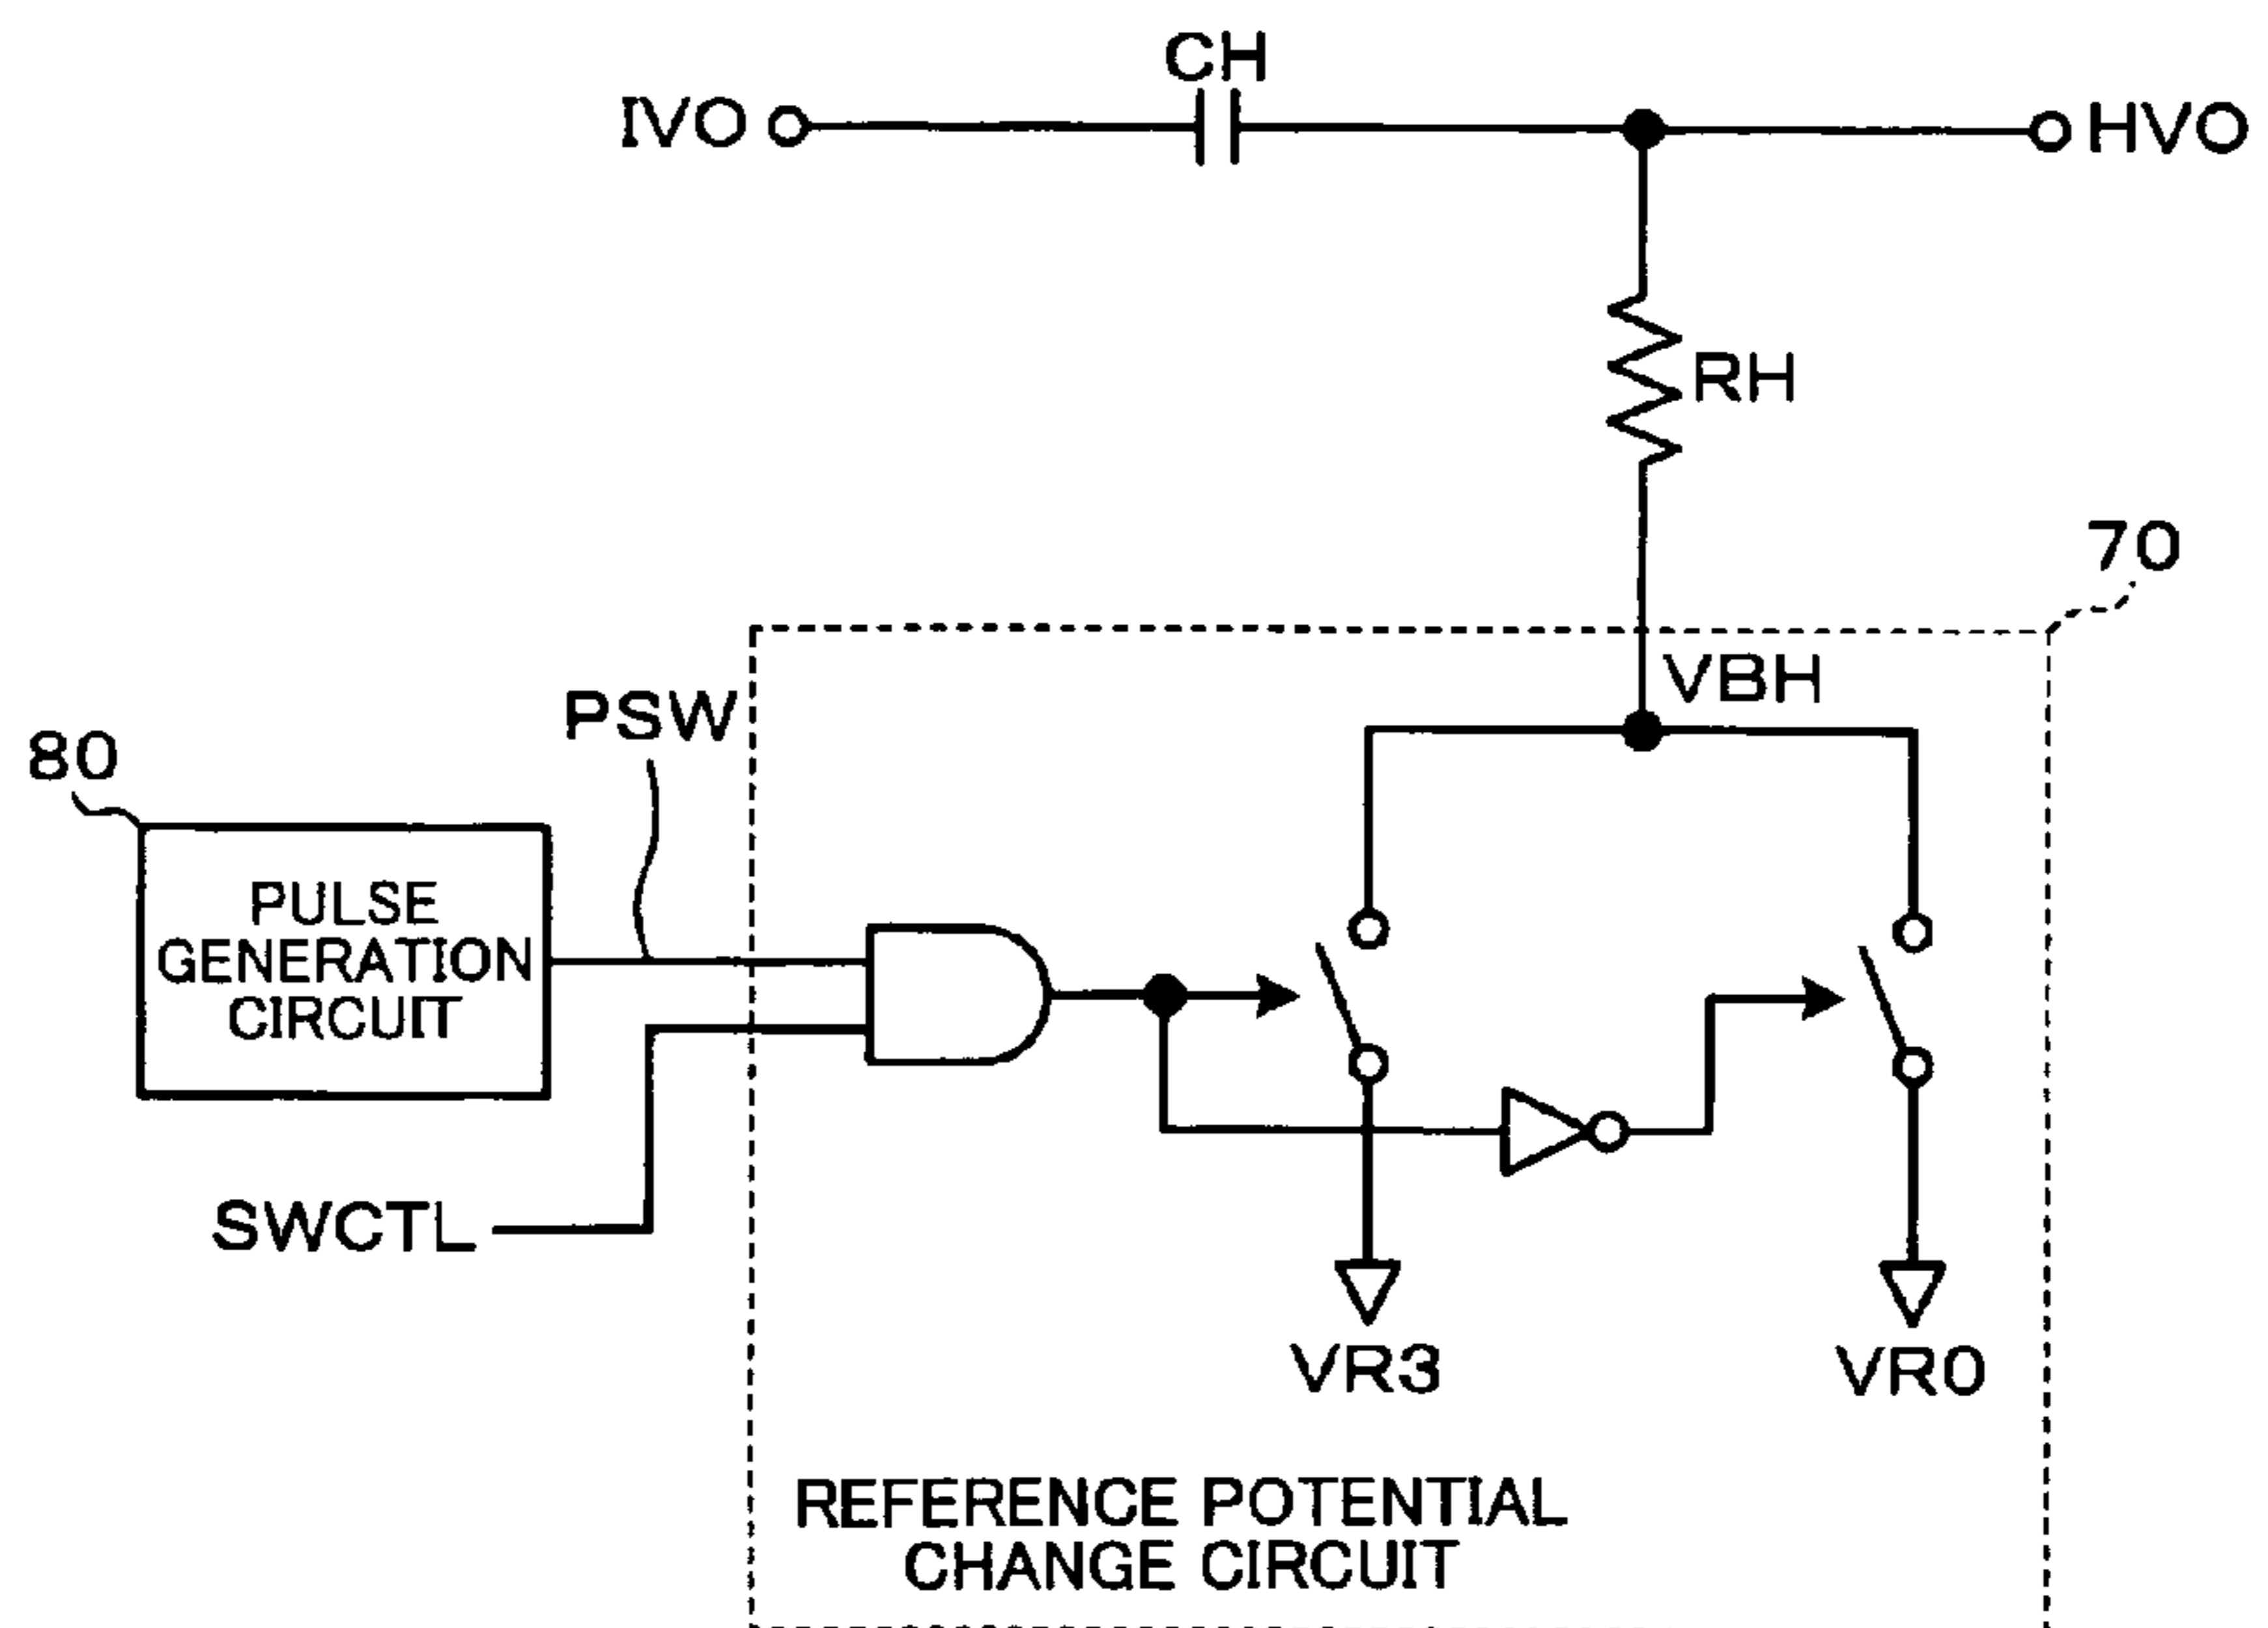 CH
IVO
HVO
RH
70
VBH
PSW
80
PULSE
GENERATION
CIRCUIT
SWCTL
VR3
VR0
REFERENCE POTENTIAL
CHANGE CIRCUIT